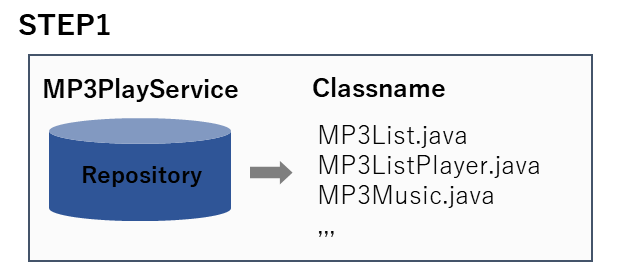 STEP1
MP3PlayService
Repository
Classname
MP3List.java
MP3ListPlayer.java
MP3Music.java
,,,